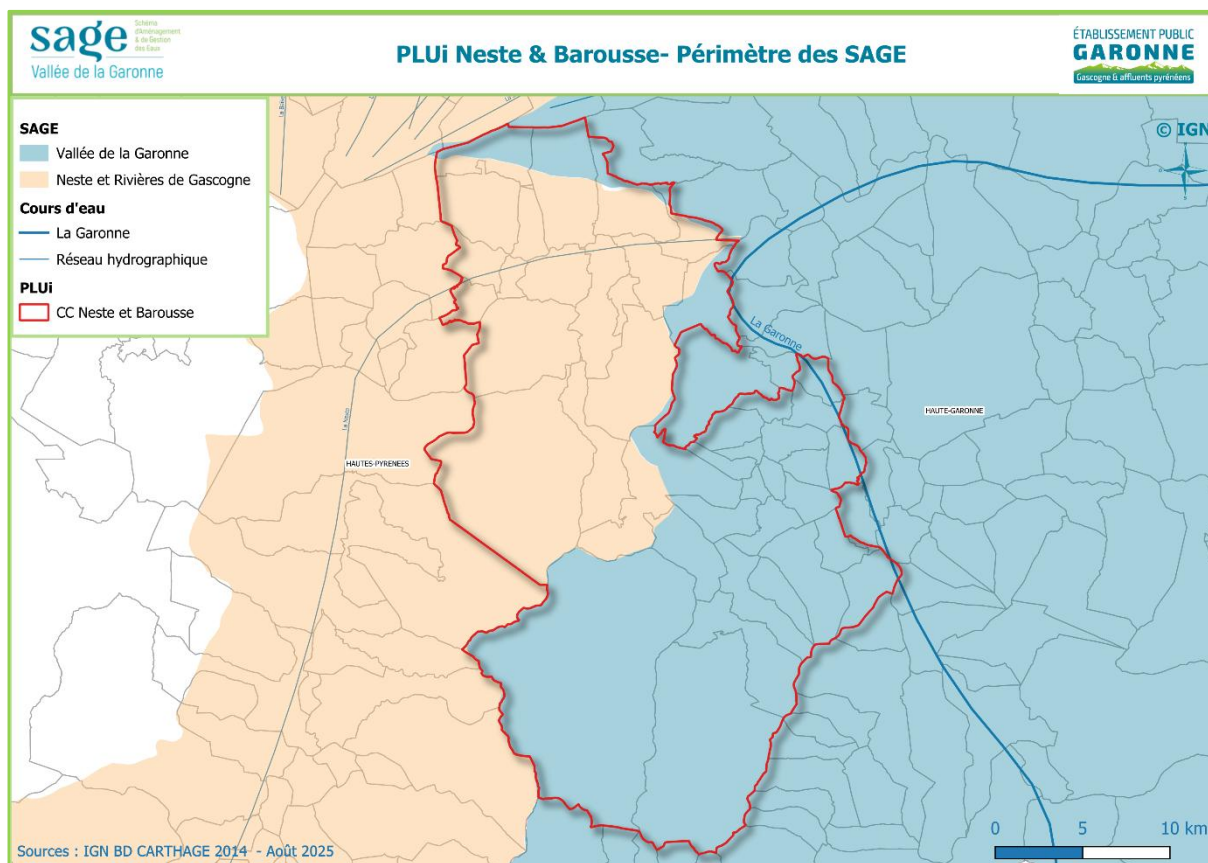 sage
Schéma
d'Aménagement
& de Gestion
des Eaux
Vallée de la Garonne
PLUi Neste & Barousse- Périmètre des SAGE
ÉTABLISSEMENT PUBLIC
GARONNE
Gascogne & affluents pyrénéens
SAGE
Vallée de la Garonne
Neste et Rivières de Gascogne
Cours d'eau
La Garonne
Réseau hydrographique
PLUi
CC Neste et Barousse
© IGN
La Garonne
HAUTE-GARONNE
HAUTES-PYRENEES
La Neste
0 5 10 km
Sources : IGN BD CARTHAGE 2014 - Août 2025